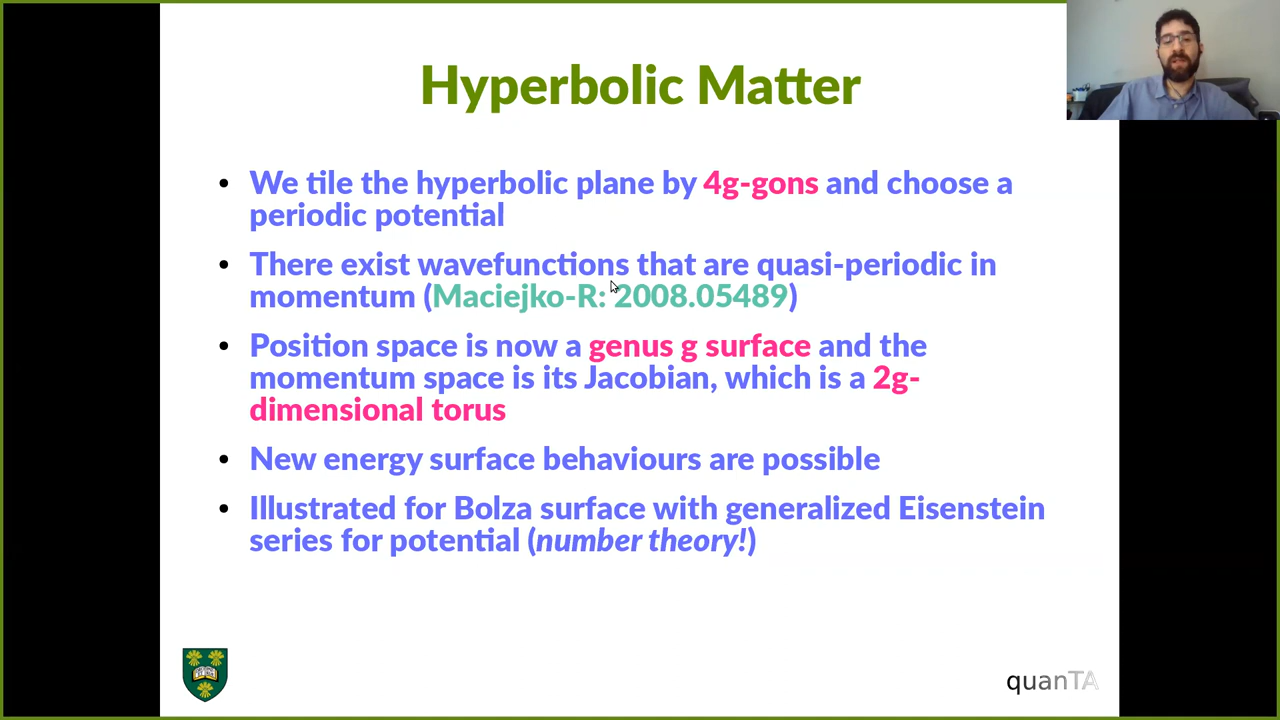 Hyperbolic Matter
• We tile the hyperbolic plane by 4g-gons and choose a
periodic potential
• There exist wavefunctions that are quasi-periodic in
momentum (Maciejko-R: 2008.05489)
• Position space is now a genus g surface and the
momentum space is its Jacobian, which is a 2g-
dimensional torus
• New energy surface behaviours are possible
• Illustrated for Bolza surface with generalized Eisenstein
series for potential (number theory!)
quanTA